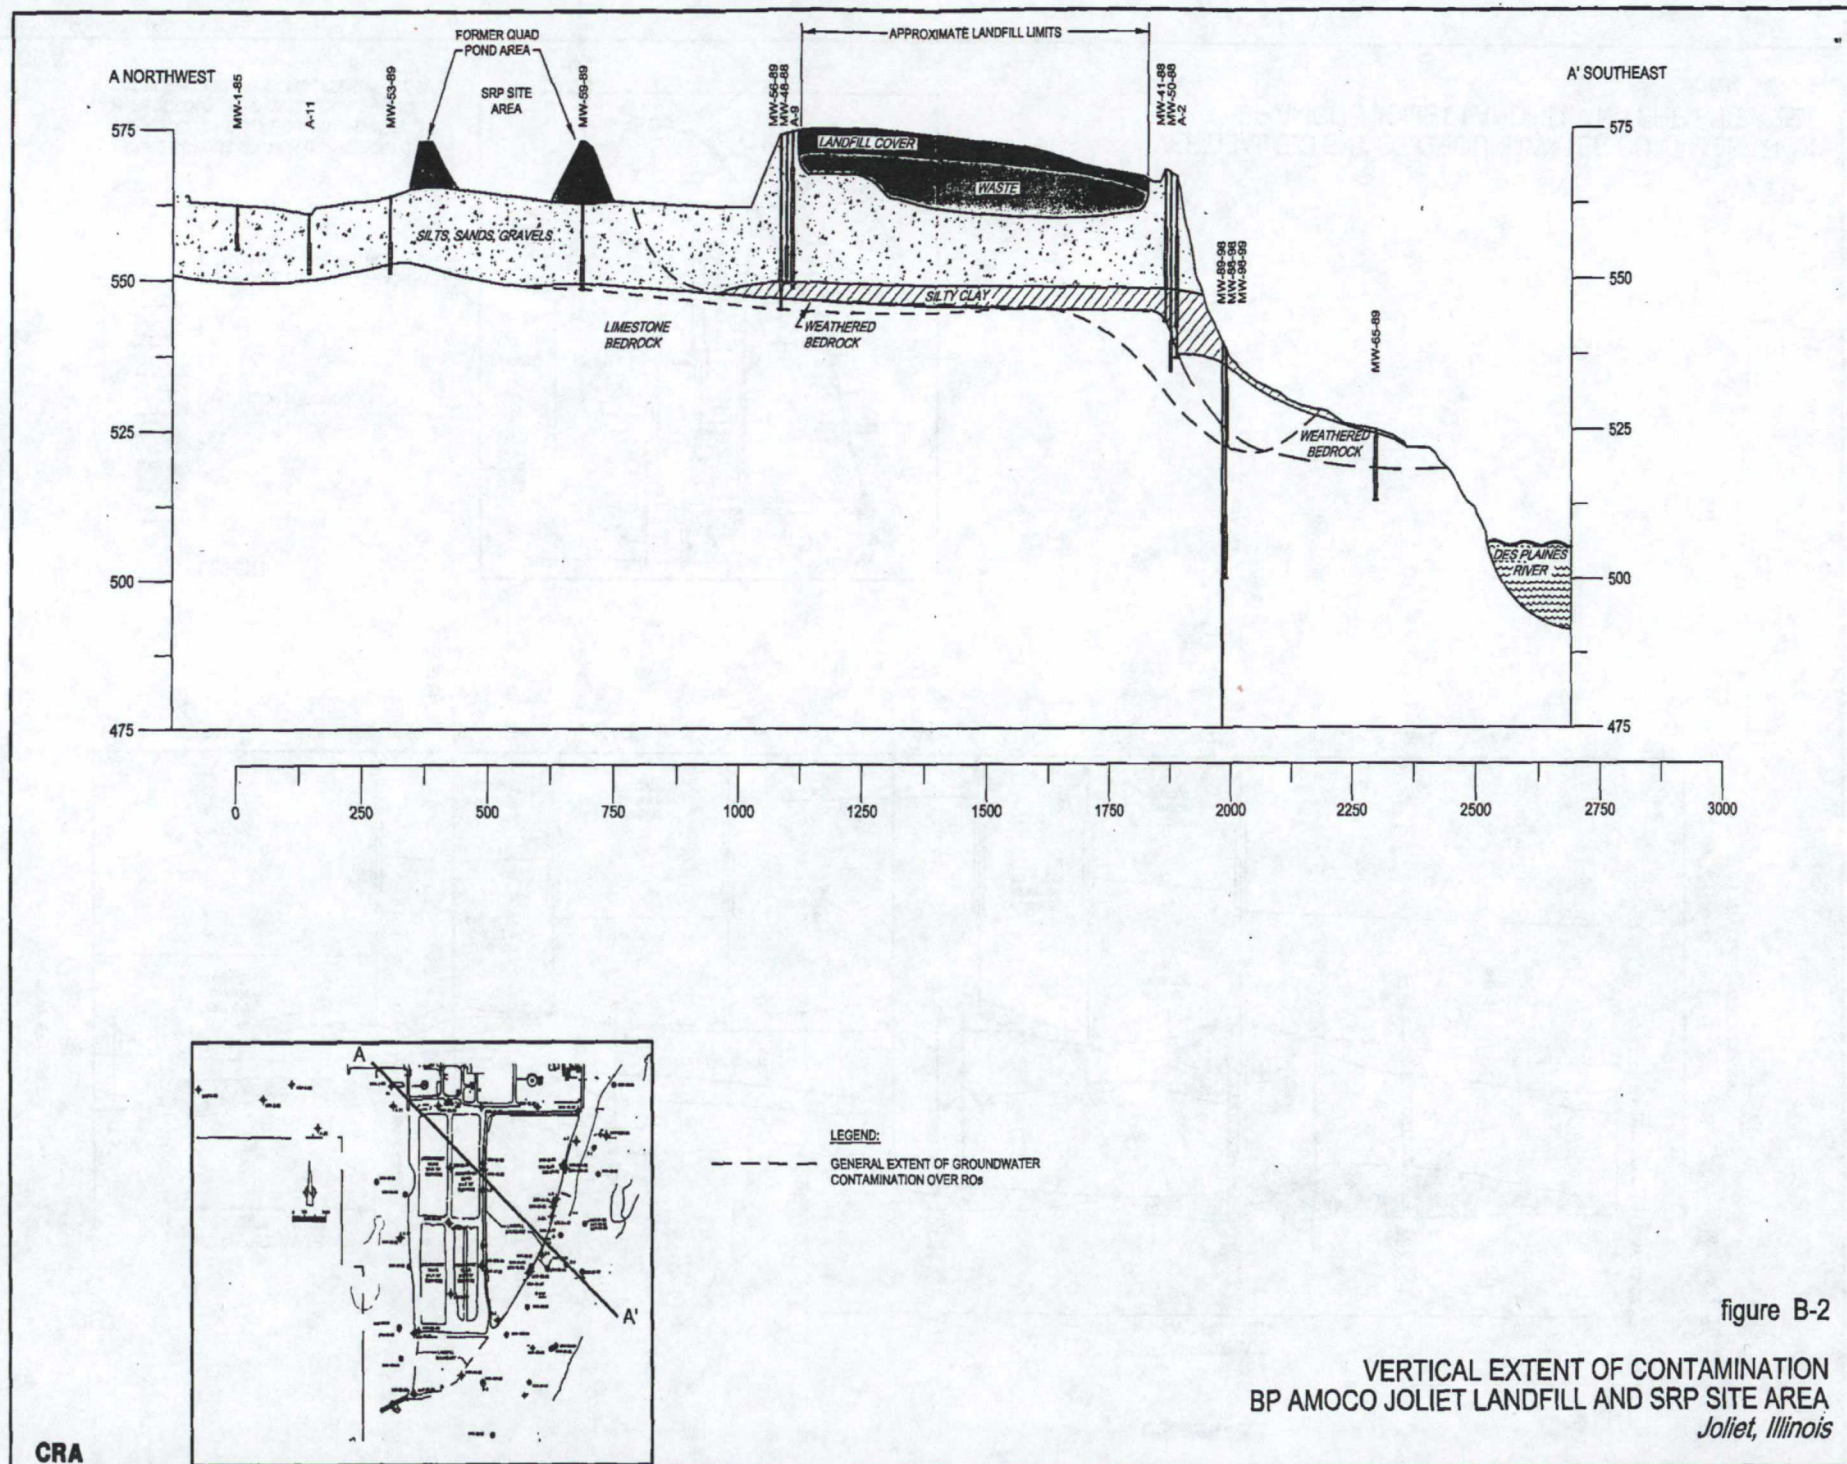 FORMER QUAD
POND AREA
SRP SITE
AREA
APPROXIMATE LANDFILL LIMITS
A NORTHWEST
A' SOUTHEAST
MW-1-85
A-11
MW-53-89
MW-59-89
MW-56-89
MW-48-88
A-9
MW-41-88
MW-50-88
A-2
MW-89-98
MW-88-98
MW-98-99
MW-65-89
575
550
525
500
475
575
550
525
500
475
LANDFILL COVER
WASTE
SILTS, SANDS, GRAVELS
SILTY CLAY
LIMESTONE
BEDROCK
WEATHERED
BEDROCK
WEATHERED
BEDROCK
DES PLAINES
RIVER
0 250 500 750 1000 1250 1500 1750 2000 2250 2500 2750 3000
A
A'
LEGEND:
GENERAL EXTENT OF GROUNDWATER
CONTAMINATION OVER ROs
figure B-2
VERTICAL EXTENT OF CONTAMINATION
BP AMOCO JOLIET LANDFILL AND SRP SITE AREA
Joliet, Illinois
CRA